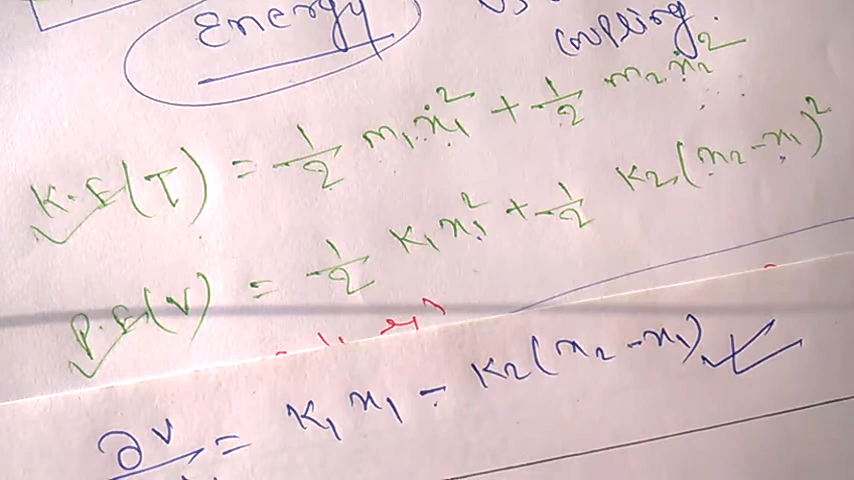 Energy
coupling.
K.E(T) = 1/2 m₁ẋ₁² + 1/2 m₂ẋ₂²
P.E(V) = 1/2 K₁x₁² + 1/2 K₂(x₂-x₁)²
∂V = K₁x₁ - K₂(x₂-x₁)